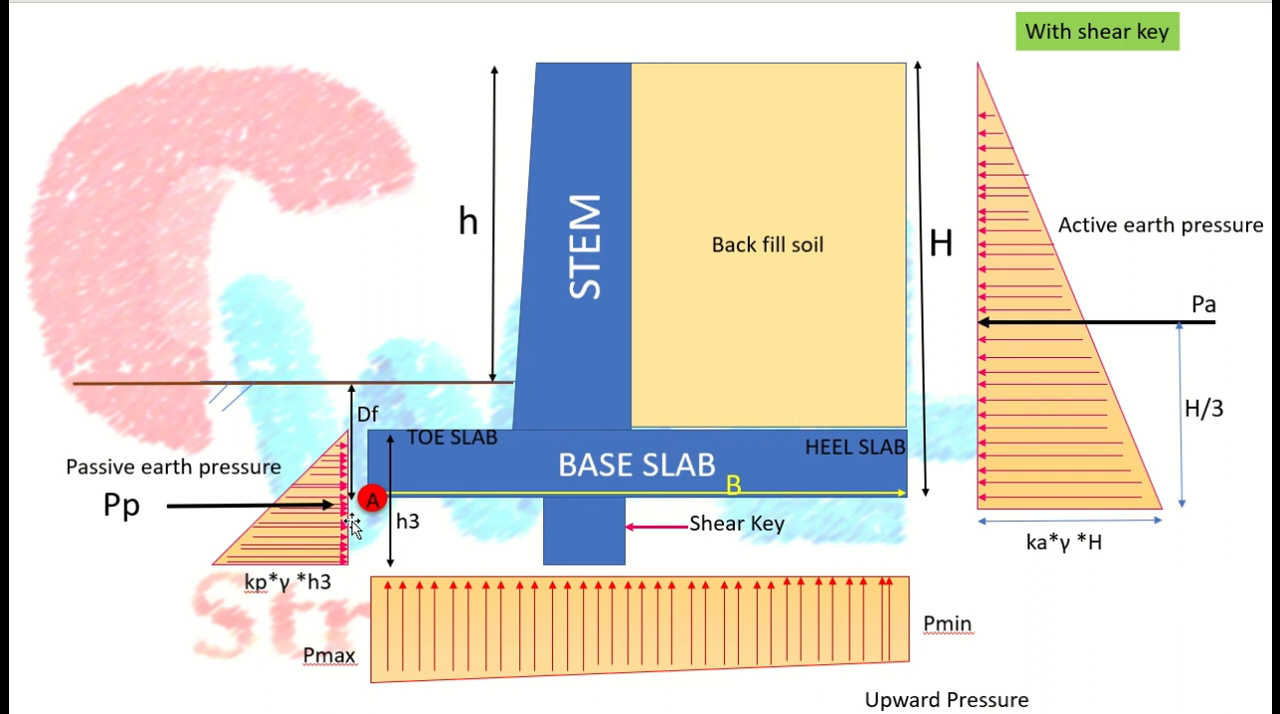 With shear key
h
STEM
Back fill soil
H
Active earth pressure
Pa
Df
H/3
TOE SLAB
HEEL SLAB
Passive earth pressure
BASE SLAB
B
Pp
A
h3
Shear Key
ka*γ *H
kp*γ *h3
Pmin
Pmax
Upward Pressure
Str